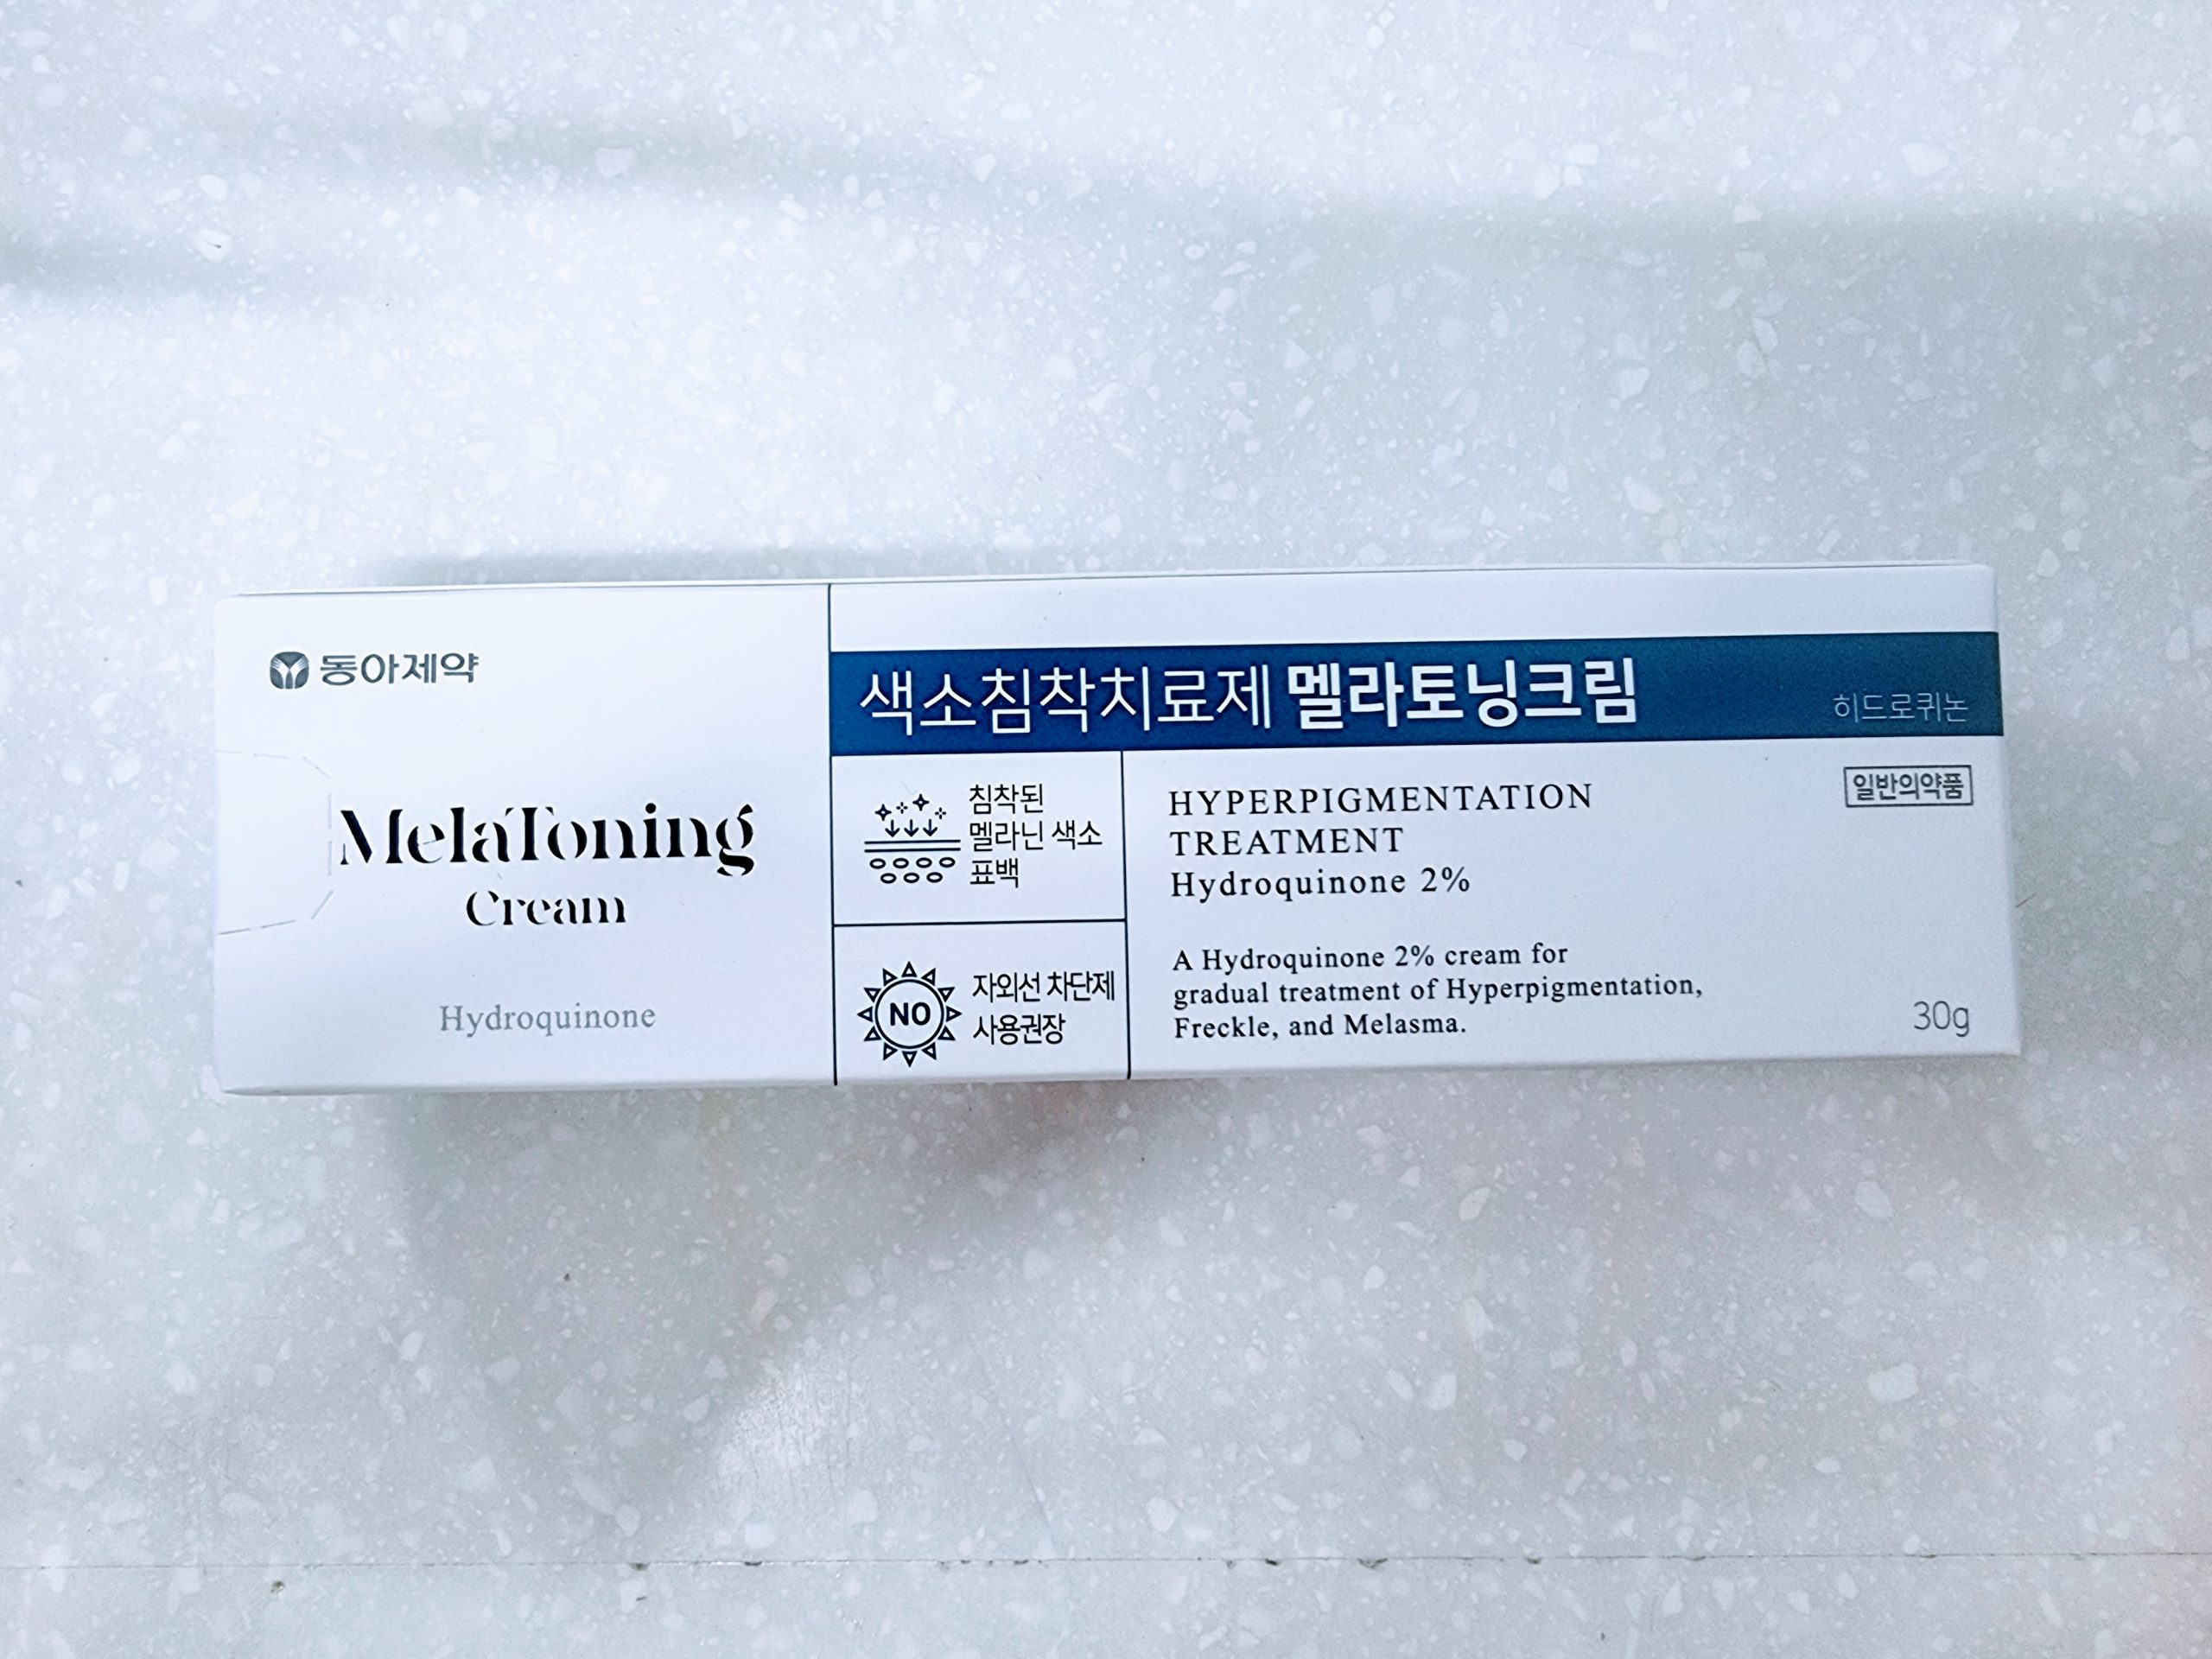 동아제약
MelaToning
Cream
Hydroquinone
색소침착치료제 멜라토닝크림
히드로퀴논
침착된
멜라닌 색소
표백
NO
자외선 차단제
사용권장
HYPERPIGMENTATION
TREATMENT
Hydroquinone 2%
일반의약품
A Hydroquinone 2% cream for
gradual treatment of Hyperpigmentation,
Freckle, and Melasma.
30g